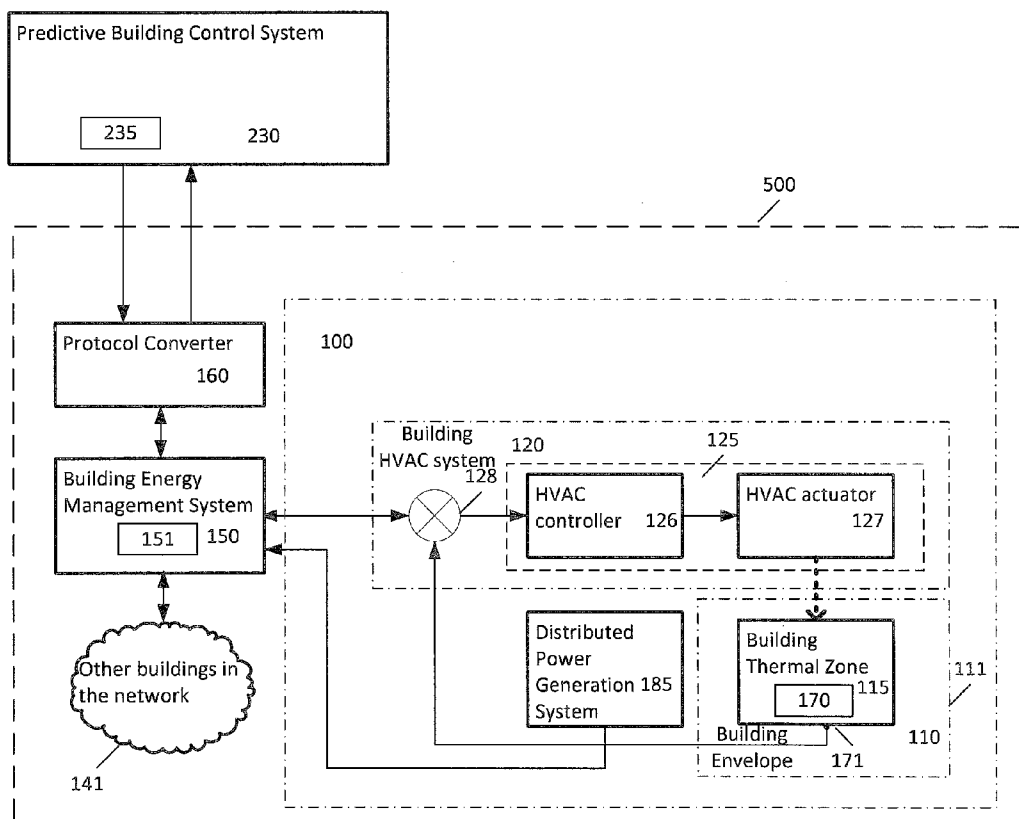 Predictive Building Control System
235
230
500
Protocol Converter
160
100
Building
HVAC system
120
125
128
HVAC
controller
126
HVAC actuator
127
Building Energy
Management System
151
150
Distributed
Power
Generation
System
185
Building
Thermal Zone
170
115
111
110
Building
Envelope
171
Other buildings in
the network
141